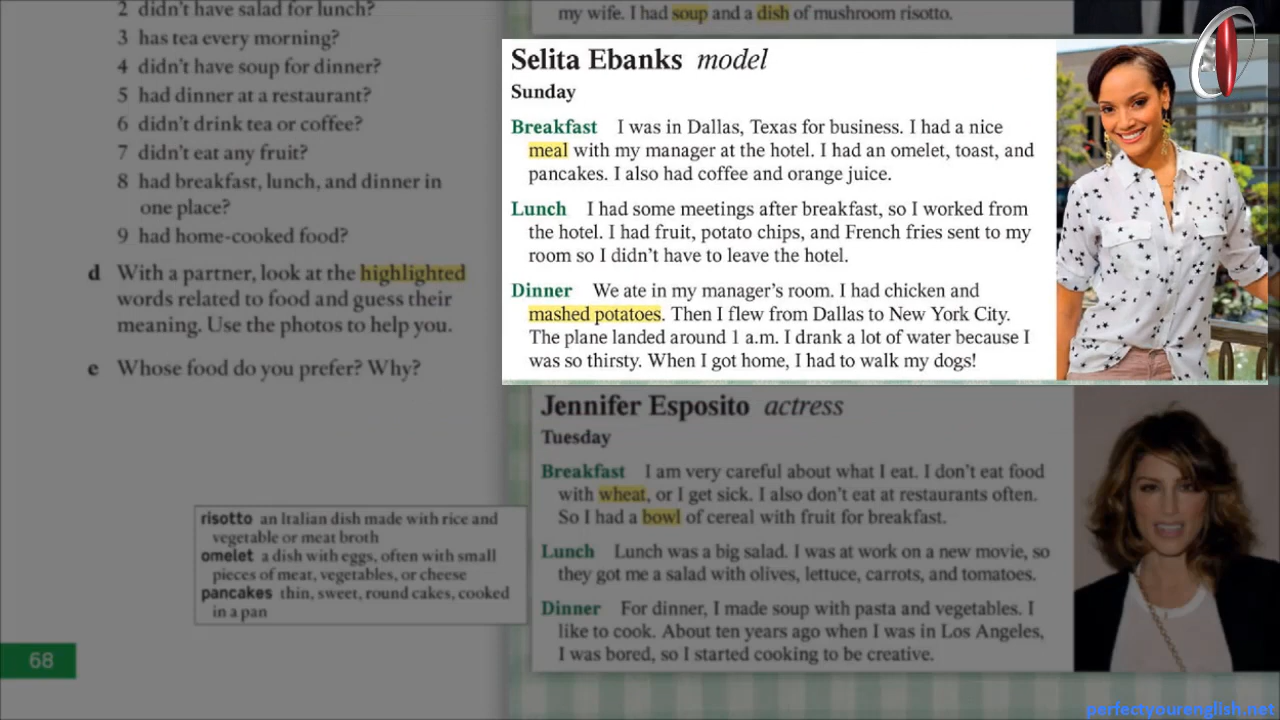 2 didn't have salad for lunch?
3 has tea every morning?
4 didn't have soup for dinner?
5 had dinner at a restaurant?
6 didn't drink tea or coffee?
7 didn't eat any fruit?
8 had breakfast, lunch, and dinner in
one place?
9 had home-cooked food?
d With a partner, look at the highlighted
words related to food and guess their
meaning. Use the photos to help you.
e Whose food do you prefer? Why?
risotto an Italian dish made with rice and
vegetable or meat broth
omelet a dish with eggs, often with small
pieces of meat, vegetables, or cheese
pancakes thin, sweet, round cakes, cooked
in a pan
68
my wife. I had soup and a dish of mushroom risotto.
Selita Ebanks model
Sunday
Breakfast I was in Dallas, Texas for business. I had a nice
meal with my manager at the hotel. I had an omelet, toast, and
pancakes. I also had coffee and orange juice.
Lunch I had some meetings after breakfast, so I worked from
the hotel. I had fruit, potato chips, and French fries sent to my
room so I didn't have to leave the hotel.
Dinner We ate in my manager's room. I had chicken and
mashed potatoes. Then I flew from Dallas to New York City.
The plane landed around 1 a.m. I drank a lot of water because I
was so thirsty. When I got home, I had to walk my dogs!
Jennifer Esposito actress
Tuesday
Breakfast I am very careful about what I eat. I don't eat food
with wheat, or I get sick. I also don't eat at restaurants often.
So I had a bowl of cereal with fruit for breakfast.
Lunch Lunch was a big salad. I was at work on a new movie, so
they got me a salad with olives, lettuce, carrots, and tomatoes.
Dinner For dinner, I made soup with pasta and vegetables. I
like to cook. About ten years ago when I was in Los Angeles,
I was bored, so I started cooking to be creative.
perfectyourenglish.net